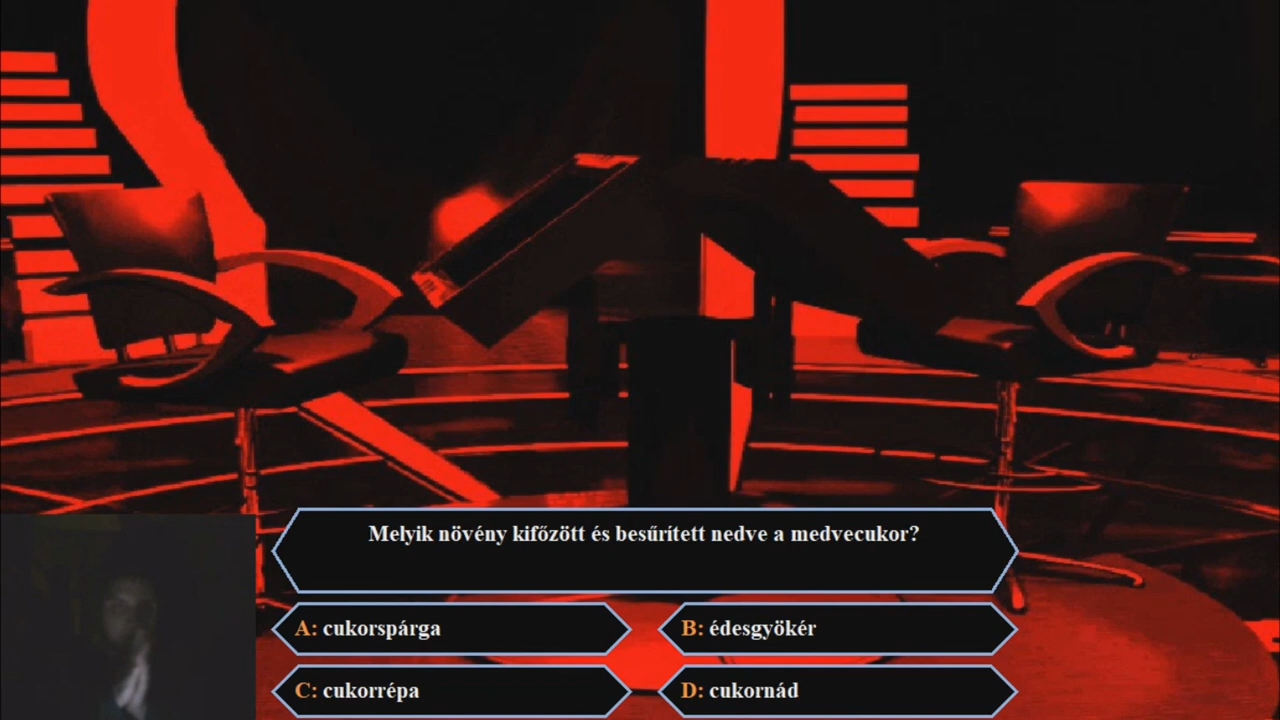 Melyik növény kifőzött és besűrített nedve a medvecukor?
A: cukorspárga
B: édesgyökér
C: cukorrépa
D: cukornád